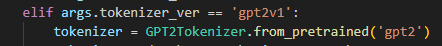 elif args.tokenizer_ver == 'gpt2v1':
    tokenizer = GPT2Tokenizer.from_pretrained('gpt2')